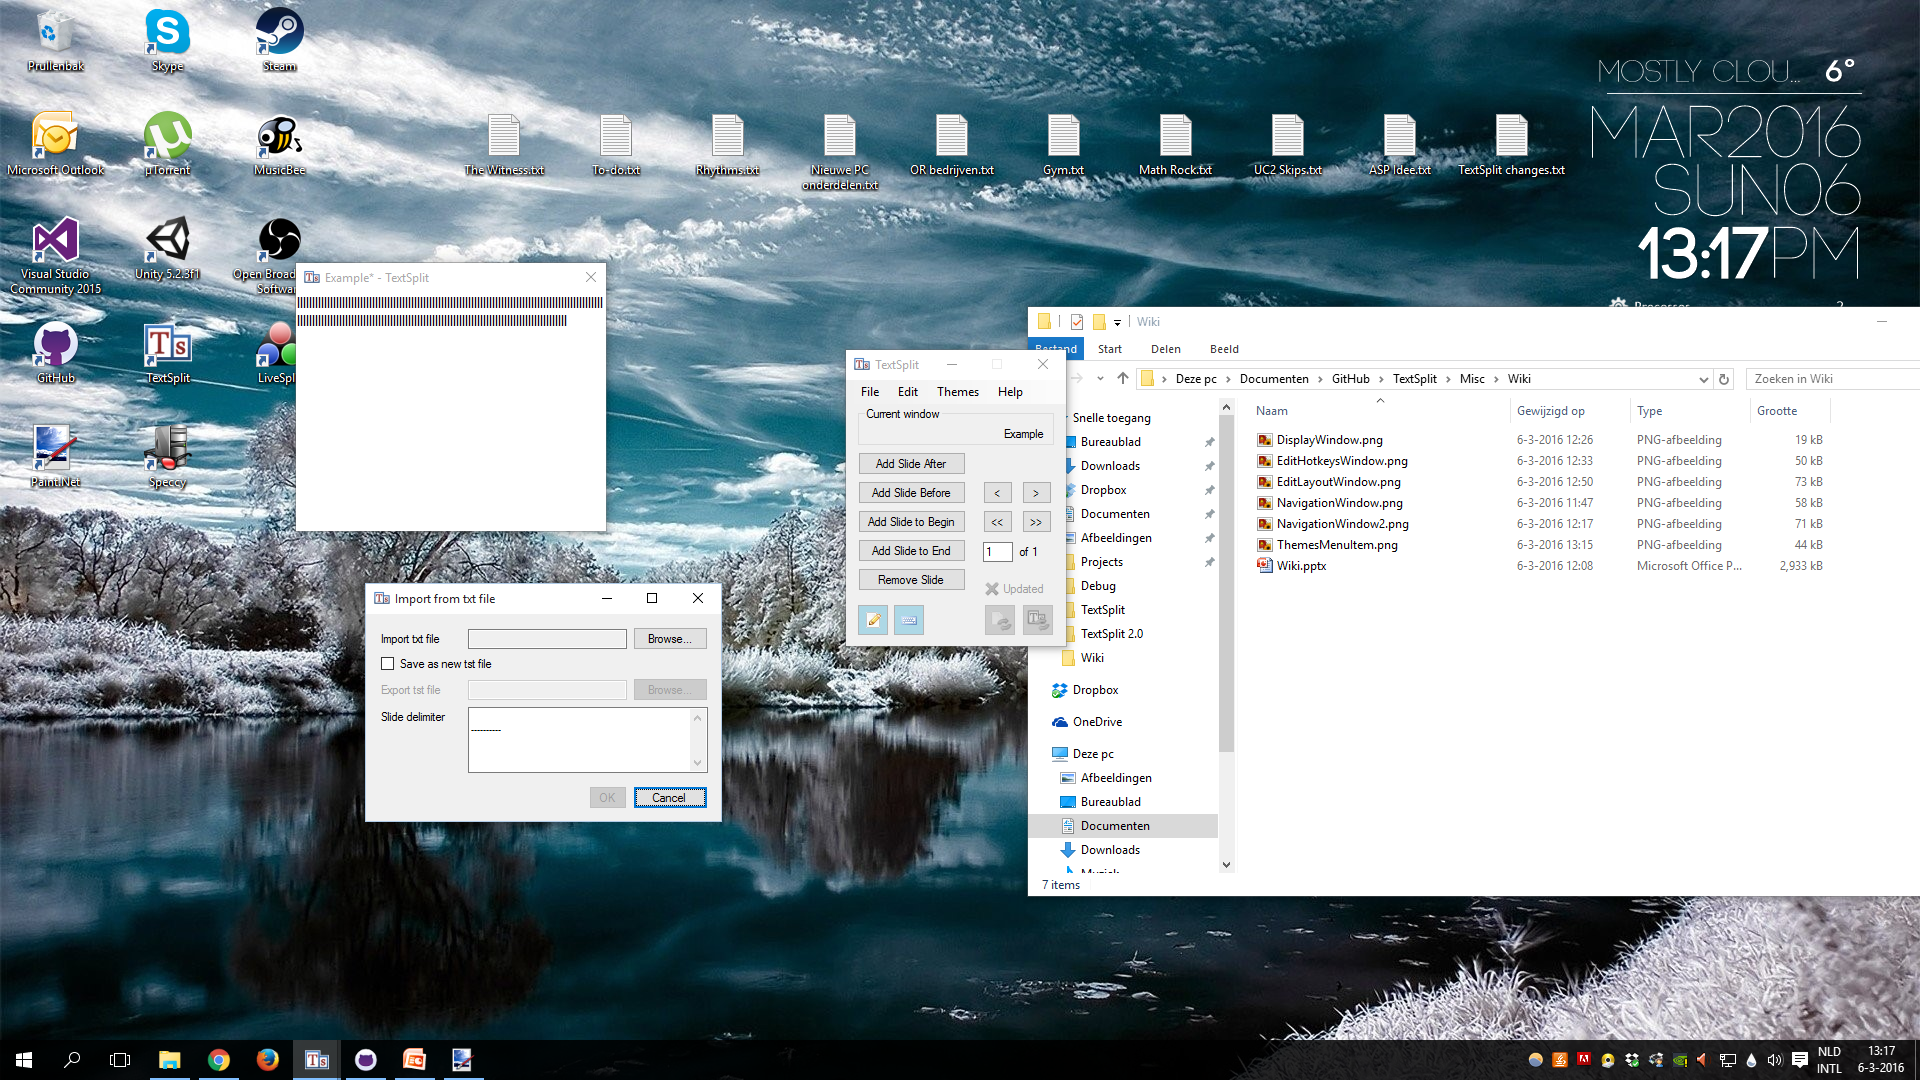 Prullenbak
Skype
Steam
Microsoft Outlook
µTorrent
MusicBee
The Witness.txt
To-do.txt
Rhythms.txt
Nieuwe PC
onderdelen.txt
OR bedrijven.txt
Gym.txt
Math Rock.txt
UC2 Skips.txt
ASP Idee.txt
TextSplit changes.txt
MOSTLY CLOU... 6°
MAR2016
SUN06
13:17PM
Visual Studio
Community 2015
Unity 5.2.3f1
Open Broad
Softwar
GitHub
Ts
TextSplit
LiveSpl
Paint.Net
Speccy
Example* - TextSplit
Import from txt file
Import txt file
Browse...
Save as new tst file
Export tst file
Browse...
Slide delimiter
----------
OK
Cancel
TextSplit
File Edit Themes Help
Current window
Example
Add Slide After
Add Slide Before < >
Add Slide to Begin << >>
Add Slide to End 1 of 1
Remove Slide
Updated
Wiki
Bestand Start Delen Beeld
Deze pc Documenten GitHub TextSplit Misc Wiki
Zoeken in Wiki
Snelle toegang
Bureaublad
Downloads
Dropbox
Documenten
Afbeeldingen
Projects
Debug
TextSplit
TextSplit 2.0
Wiki
Dropbox
OneDrive
Deze pc
Afbeeldingen
Bureaublad
Documenten
Downloads
Naam Gewijzigd op Type Grootte
DisplayWindow.png 6-3-2016 12:26 PNG-afbeelding 19 kB
EditHotkeysWindow.png 6-3-2016 12:33 PNG-afbeelding 50 kB
EditLayoutWindow.png 6-3-2016 12:50 PNG-afbeelding 73 kB
NavigationWindow.png 6-3-2016 11:47 PNG-afbeelding 58 kB
NavigationWindow2.png 6-3-2016 12:17 PNG-afbeelding 71 kB
ThemesMenuItem.png 6-3-2016 13:15 PNG-afbeelding 44 kB
Wiki.pptx 6-3-2016 12:08 Microsoft Office P... 2,933 kB
7 items
NLD
INTL
13:17
6-3-2016